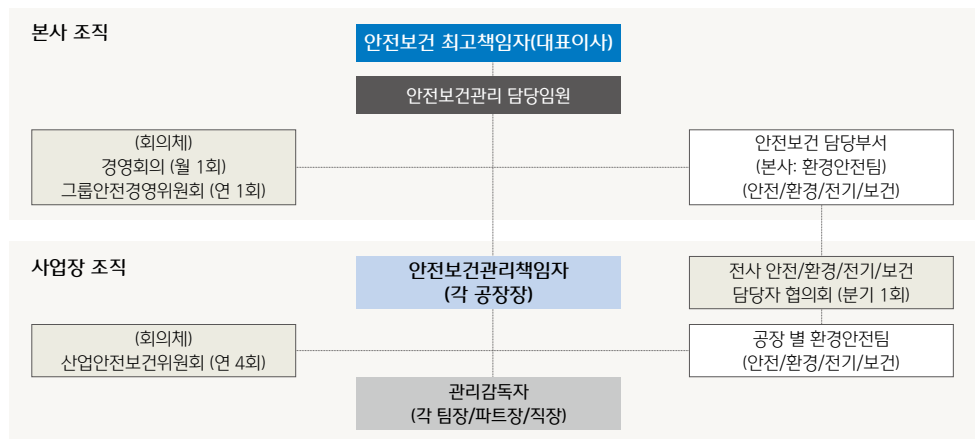 본사 조직
안전보건 최고책임자(대표이사)
안전보건관리 담당임원
(회의체)
경영회의 (월 1회)
그룹안전경영위원회 (연 1회)
안전보건 담당부서
(본사: 환경안전팀)
(안전/환경/전기/보건)
사업장 조직
안전보건관리책임자
(각 공장장)
전사 안전/환경/전기/보건
담당자 협의회 (분기 1회)
(회의체)
산업안전보건위원회 (연 4회)
공장 별 환경안전팀
(안전/환경/전기/보건)
관리감독자
(각 팀장/파트장/직장)